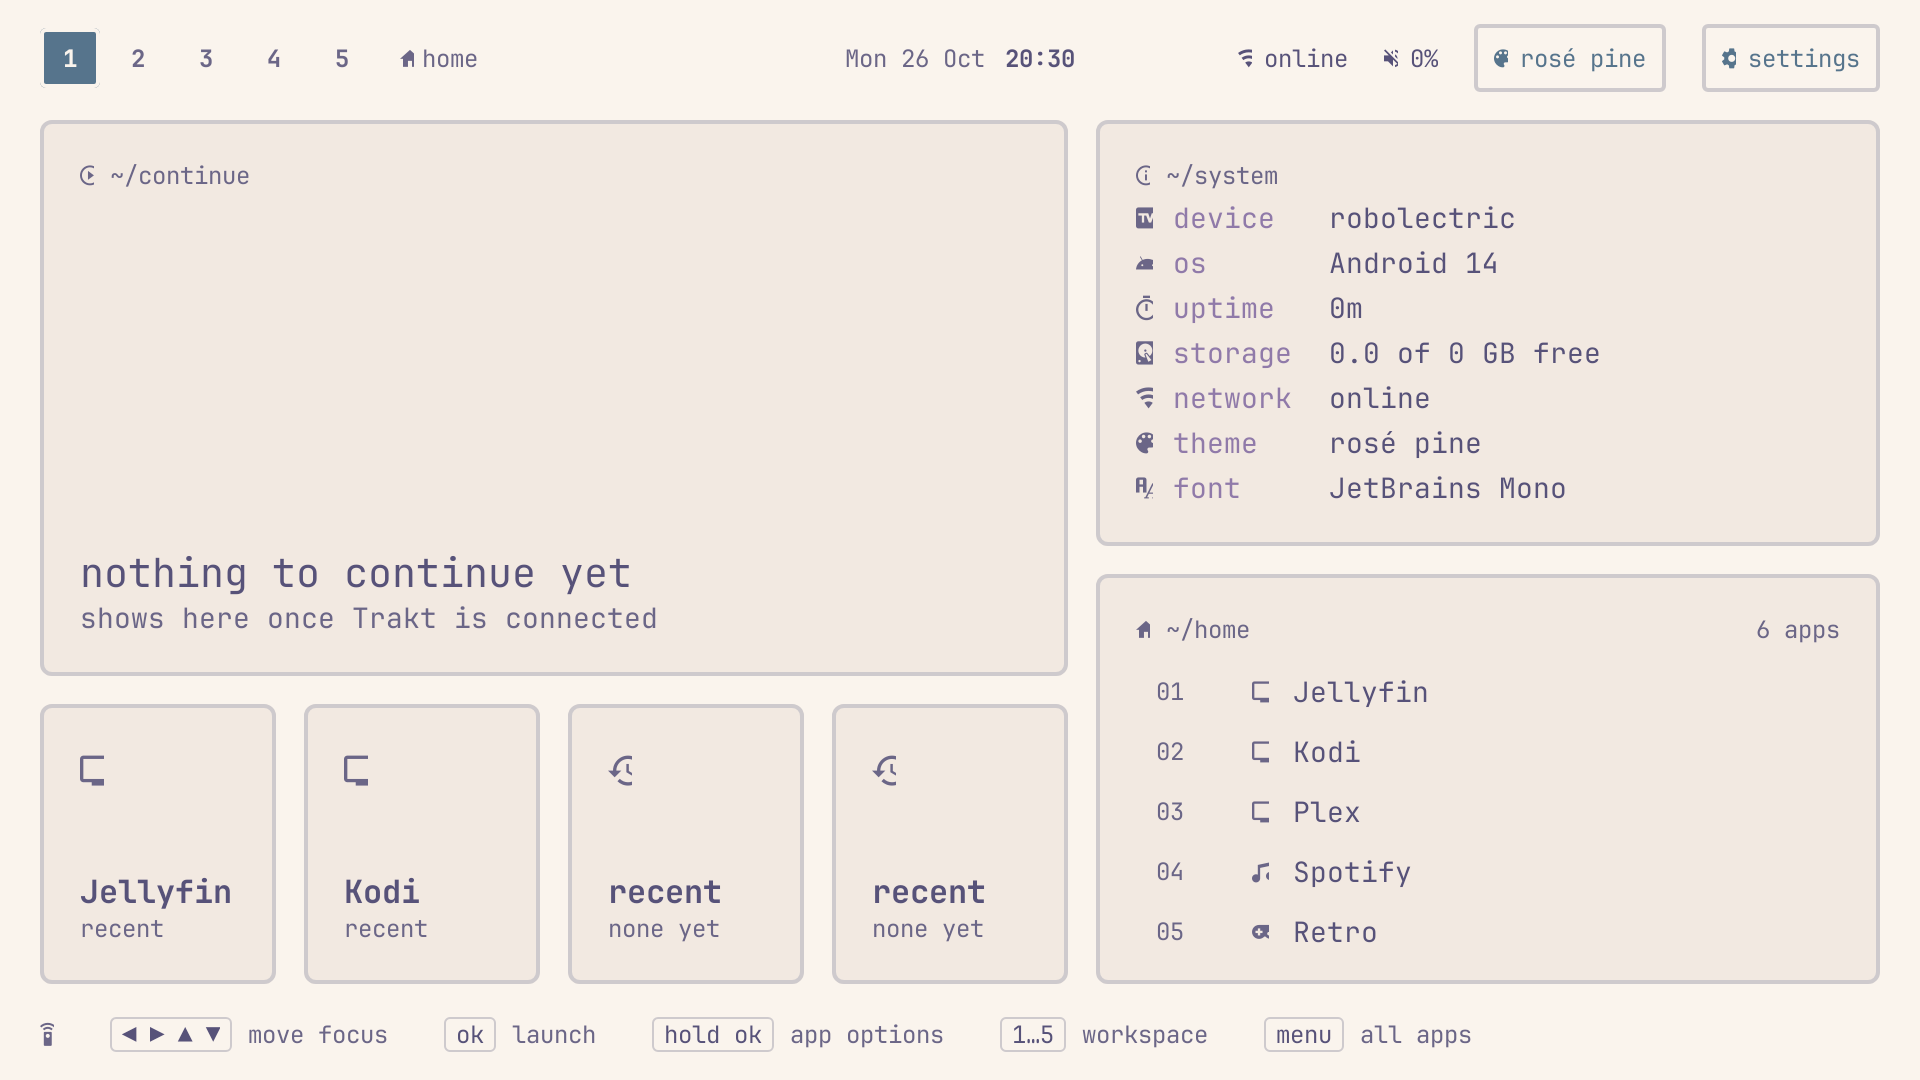 1 2 3 4 5 home
Mon 26 Oct 20:30
online 0% rosé pine settings
~/continue
nothing to continue yet
shows here once Trakt is connected
Jellyfin
recent
Kodi
recent
recent
none yet
recent
none yet
~/system
device robolectric
os Android 14
uptime 0m
storage 0.0 of 0 GB free
network online
theme rosé pine
font JetBrains Mono
~/home 6 apps
01 Jellyfin
02 Kodi
03 Plex
04 Spotify
05 Retro
◀ ▶ ▲ ▼ move focus ok launch hold ok app options 1…5 workspace menu all apps